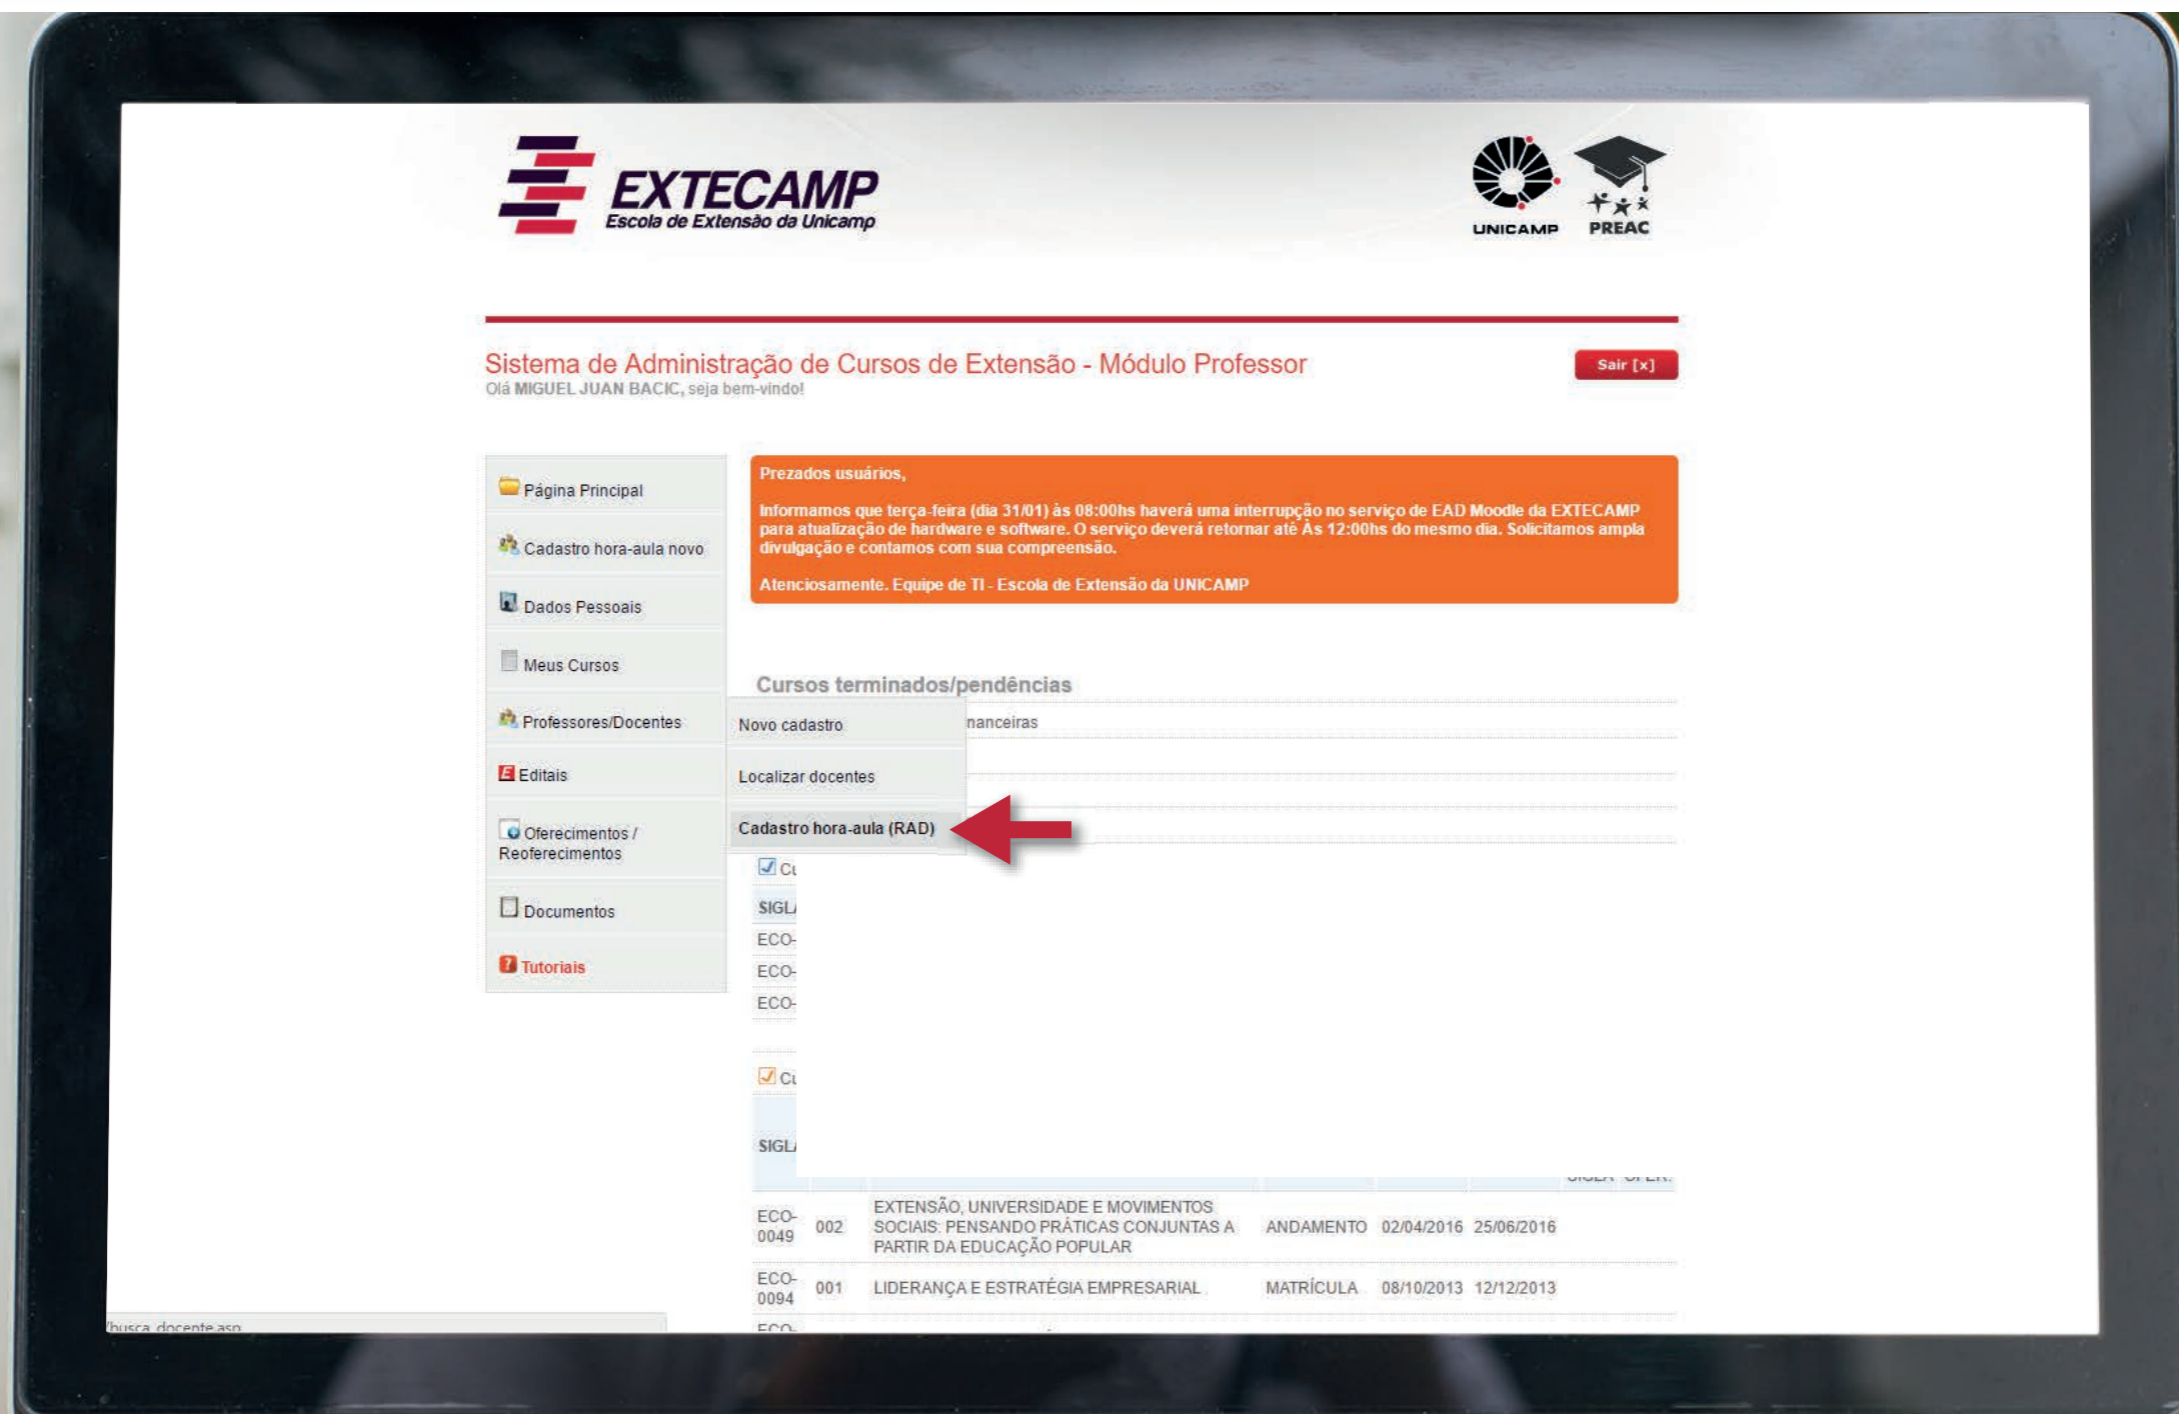 EXTECAMP
Escola de Extensão da Unicamp
UNICAMP
PREAC
Sistema de Administração de Cursos de Extensão - Módulo Professor
Sair [x]
Olá MIGUEL JUAN BACIC, seja bem-vindo!
Página Principal
Cadastro hora-aula novo
Dados Pessoais
Meus Cursos
Professores/Docentes
Editais
Oferecimentos /
Reoferecimentos
Documentos
Tutoriais
Prezados usuários,
Informamos que terça-feira (dia 31/01) às 08:00hs haverá uma interrupção no serviço de EAD Moodle da EXTECAMP
para atualização de hardware e software. O serviço deverá retornar até Às 12:00hs do mesmo dia. Solicitamos ampla
divulgação e contamos com sua compreensão.
Atenciosamente. Equipe de TI - Escola de Extensão da UNICAMP
Cursos terminados/pendências
nanceiras
Novo cadastro
Localizar docentes
Cadastro hora-aula (RAD)
SIGLA
ECO-
ECO-
ECO-
SIGLA
ECO-0049 002 EXTENSÃO, UNIVERSIDADE E MOVIMENTOS
SOCIAIS: PENSANDO PRÁTICAS CONJUNTAS A
PARTIR DA EDUCAÇÃO POPULAR ANDAMENTO 02/04/2016 25/06/2016
ECO-0094 001 LIDERANÇA E ESTRATÉGIA EMPRESARIAL MATRÍCULA 08/10/2013 12/12/2013
ECO-
/busca_docente.asp